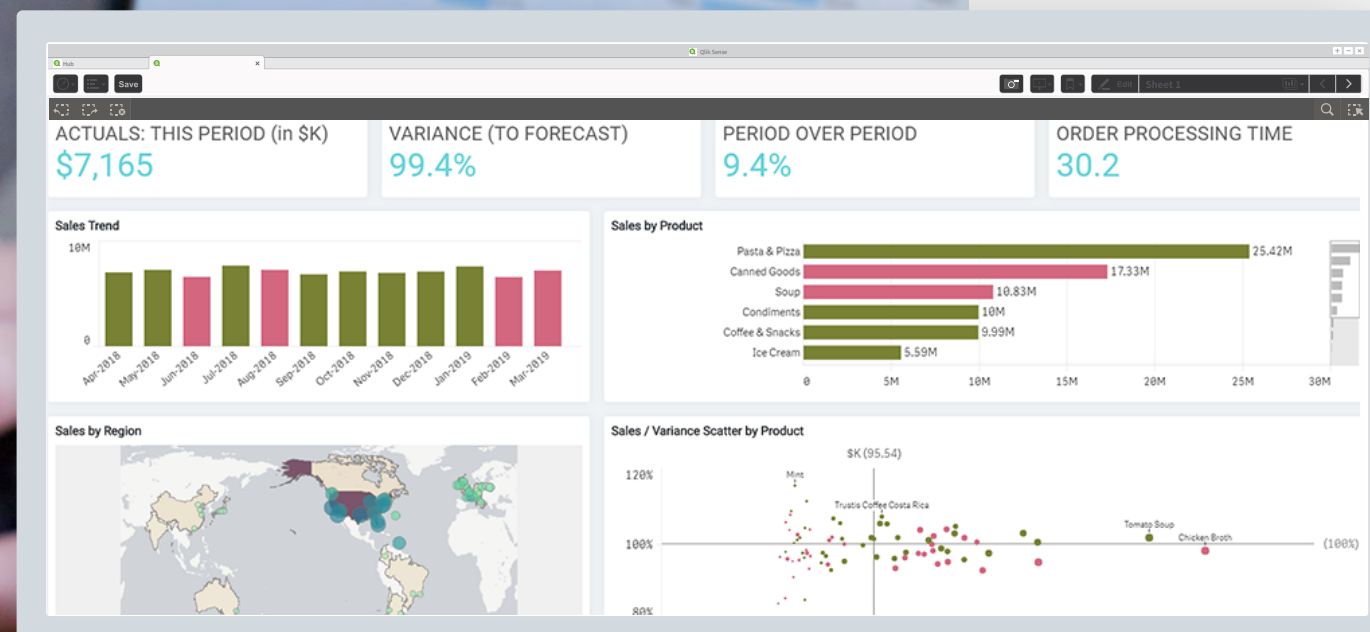 Qlik Sense
Hub
Save
Edit
Sheet 1
ACTUALS: THIS PERIOD (in $K)
$7,165
VARIANCE (TO FORECAST)
99.4%
PERIOD OVER PERIOD
9.4%
ORDER PROCESSING TIME
30.2
Sales Trend
10M
0
Apr-2018
May-2018
Jun-2018
Jul-2018
Aug-2018
Sep-2018
Oct-2018
Nov-2018
Dec-2018
Jan-2019
Feb-2019
Mar-2019
Sales by Product
Pasta & Pizza
25.42M
Canned Goods
17.33M
Soup
10.83M
Condiments
10M
Coffee & Snacks
9.99M
Ice Cream
5.59M
0
5M
10M
15M
20M
25M
30M
Sales by Region
Sales / Variance Scatter by Product
$K (95.54)
120%
Mint
Trustis Coffee Costa Rica
Tomato Soup
Chicken Broth
100%
(100%)
80%